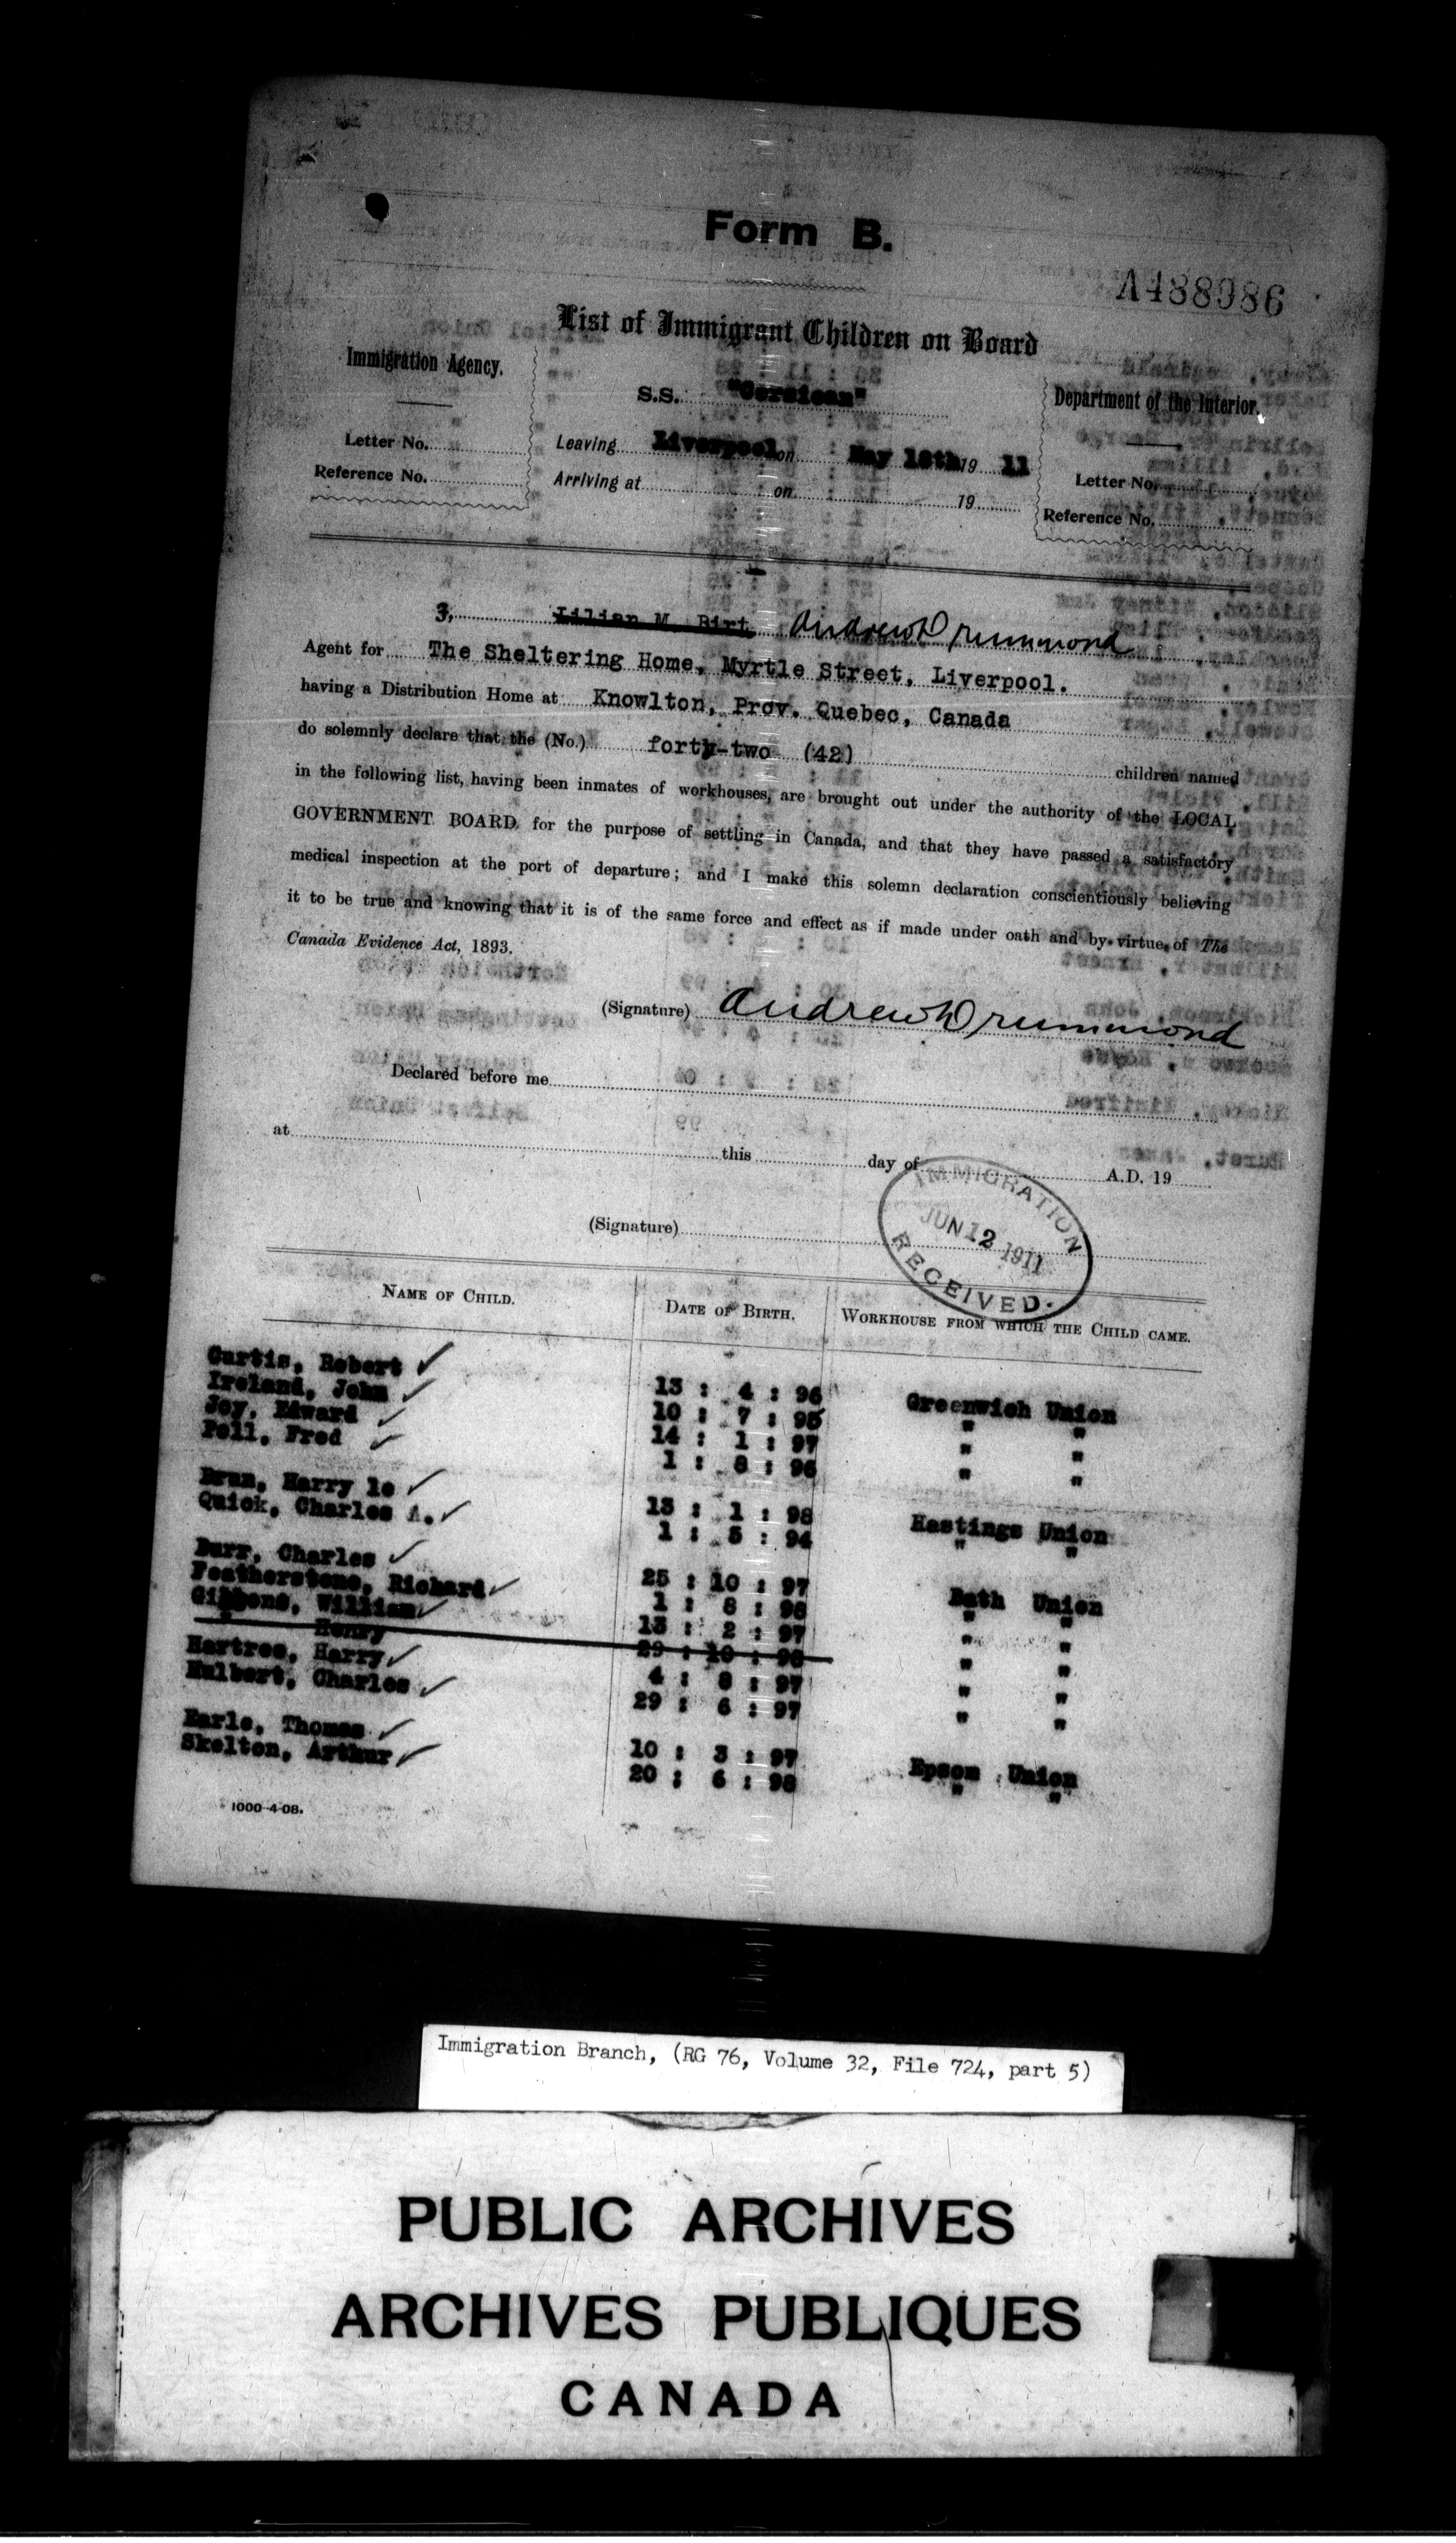 Form B.
A488986
List of Immigrant Children on Board
Immigration Agency.
Letter No.
Reference No.
S.S. "Corsican"
Leaving Liverpool on May 18th 19 11
Arriving at on 19
Department of the Interior.
Letter No.
Reference No.
3, Lilian M. Birt Andrew Drummond
Agent for The Sheltering Home, Myrtle Street, Liverpool.
having a Distribution Home at Knowlton, Prov. Quebec, Canada
do solemnly declare that the (No.) forty-two (42) children named
in the following list, having been inmates of workhouses, are brought out under the authority of the LOCAL
GOVERNMENT BOARD for the purpose of settling in Canada, and that they have passed a satisfactory
medical inspection at the port of departure; and I make this solemn declaration conscientiously believing
it to be true and knowing that it is of the same force and effect as if made under oath and by virtue of The
Canada Evidence Act, 1893.
(Signature) Andrew Drummond
Declared before me
at this day of A.D. 19
(Signature)
IMMIGRATION
JUN 12 1911
RECEIVED.
NAME OF CHILD. DATE OF BIRTH. WORKHOUSE FROM WHICH THE CHILD CAME.
Curtis, Robert ✓ 13 : 4 : 96 Greenwich Union
Ireland, John ✓ 10 : 7 : 95 " "
Joy, Edward ✓ 14 : 1 : 97 " "
Pell, Fred ✓ 1 : 8 : 96 " "
Brun, Harry le ✓ 13 : 1 : 98 Hastings Union
Quick, Charles A. ✓ 1 : 5 : 94 " "
Burr, Charles ✓ 25 : 10 : 97 Bath Union
Featherstone, Richard ✓ 1 : 8 : 98 " "
Gibbons, William ✓ 13 : 2 : 97 " "
" Henry 29 : 10 : 98 " "
Hartree, Harry ✓ 4 : 8 : 97 " "
Hulbert, Charles ✓ 29 : 6 : 97 " "
Earle, Thomas ✓ 10 : 3 : 97 Epsom Union
Skelton, Arthur ✓ 20 : 6 : 98 " "
1000-4-08.
Immigration Branch, (RG 76, Volume 32, File 724, part 5)
PUBLIC ARCHIVES
ARCHIVES PUBLIQUES
CANADA